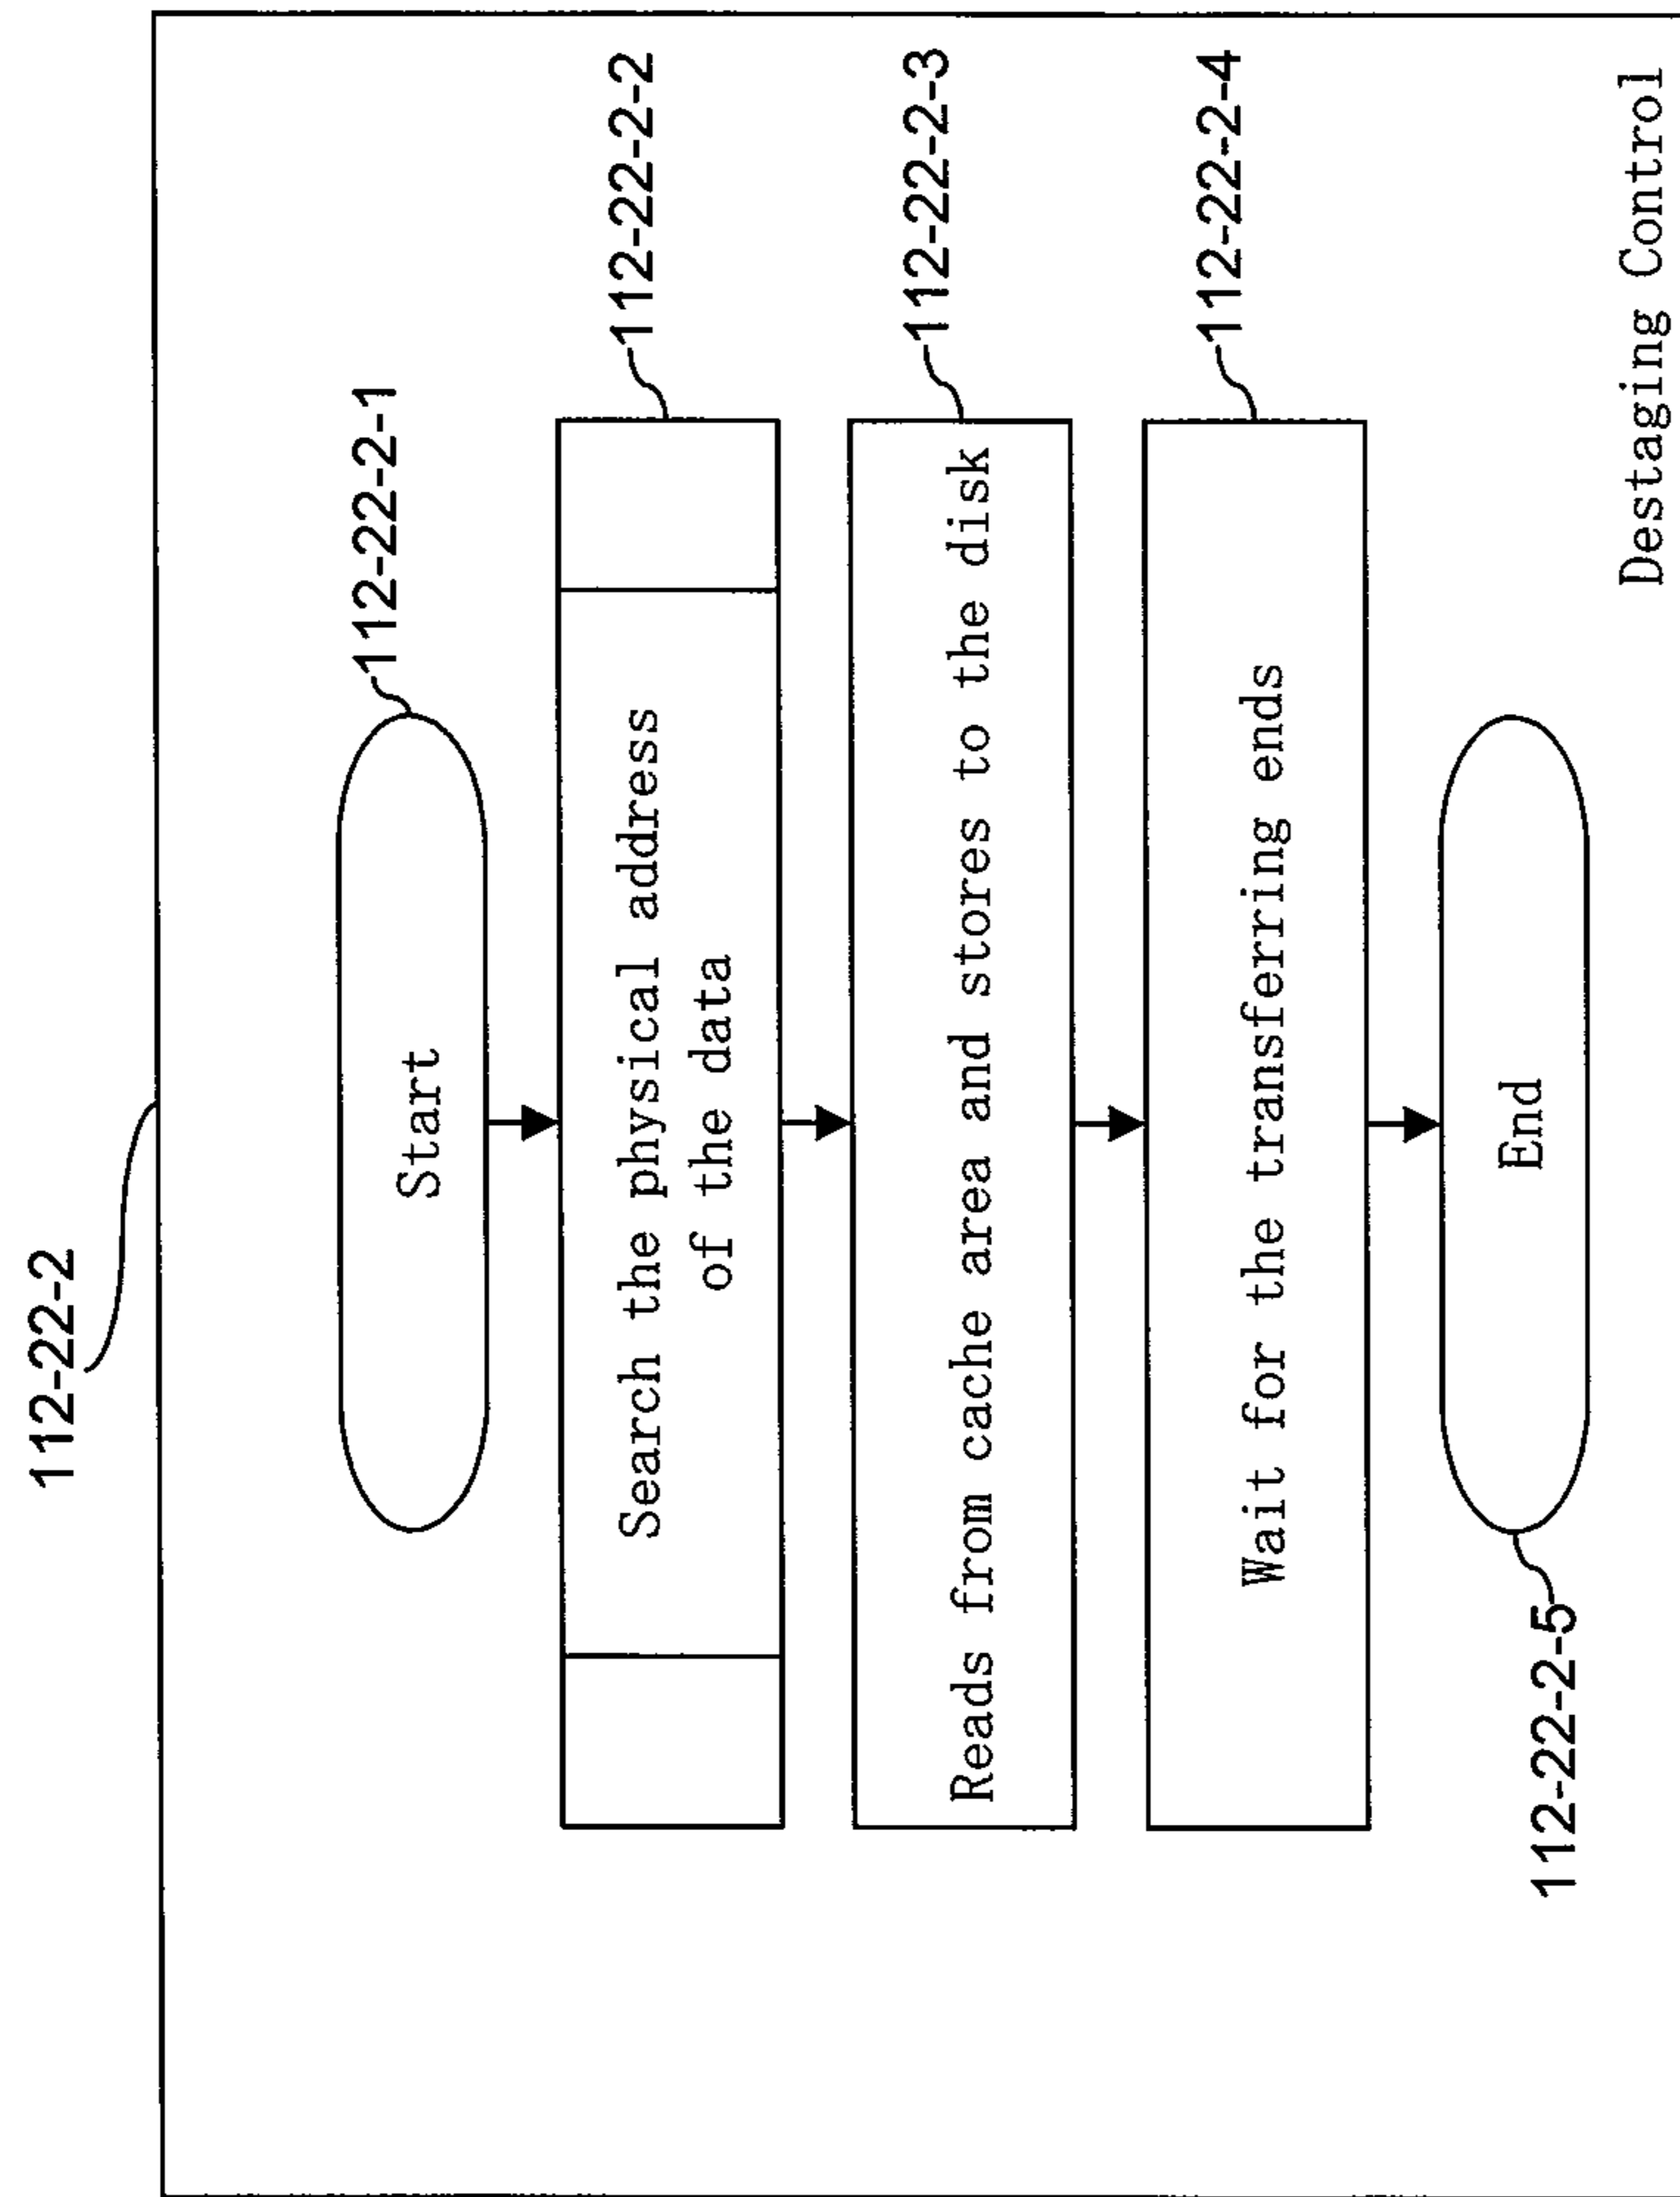 112-22-2
112-22-2-1
Start
112-22-2-2
Search the physical address
of the data
112-22-2-3
Reads from cache area and stores to the disk
112-22-2-4
Wait for the transferring ends
End
112-22-2-5
Destaging Control